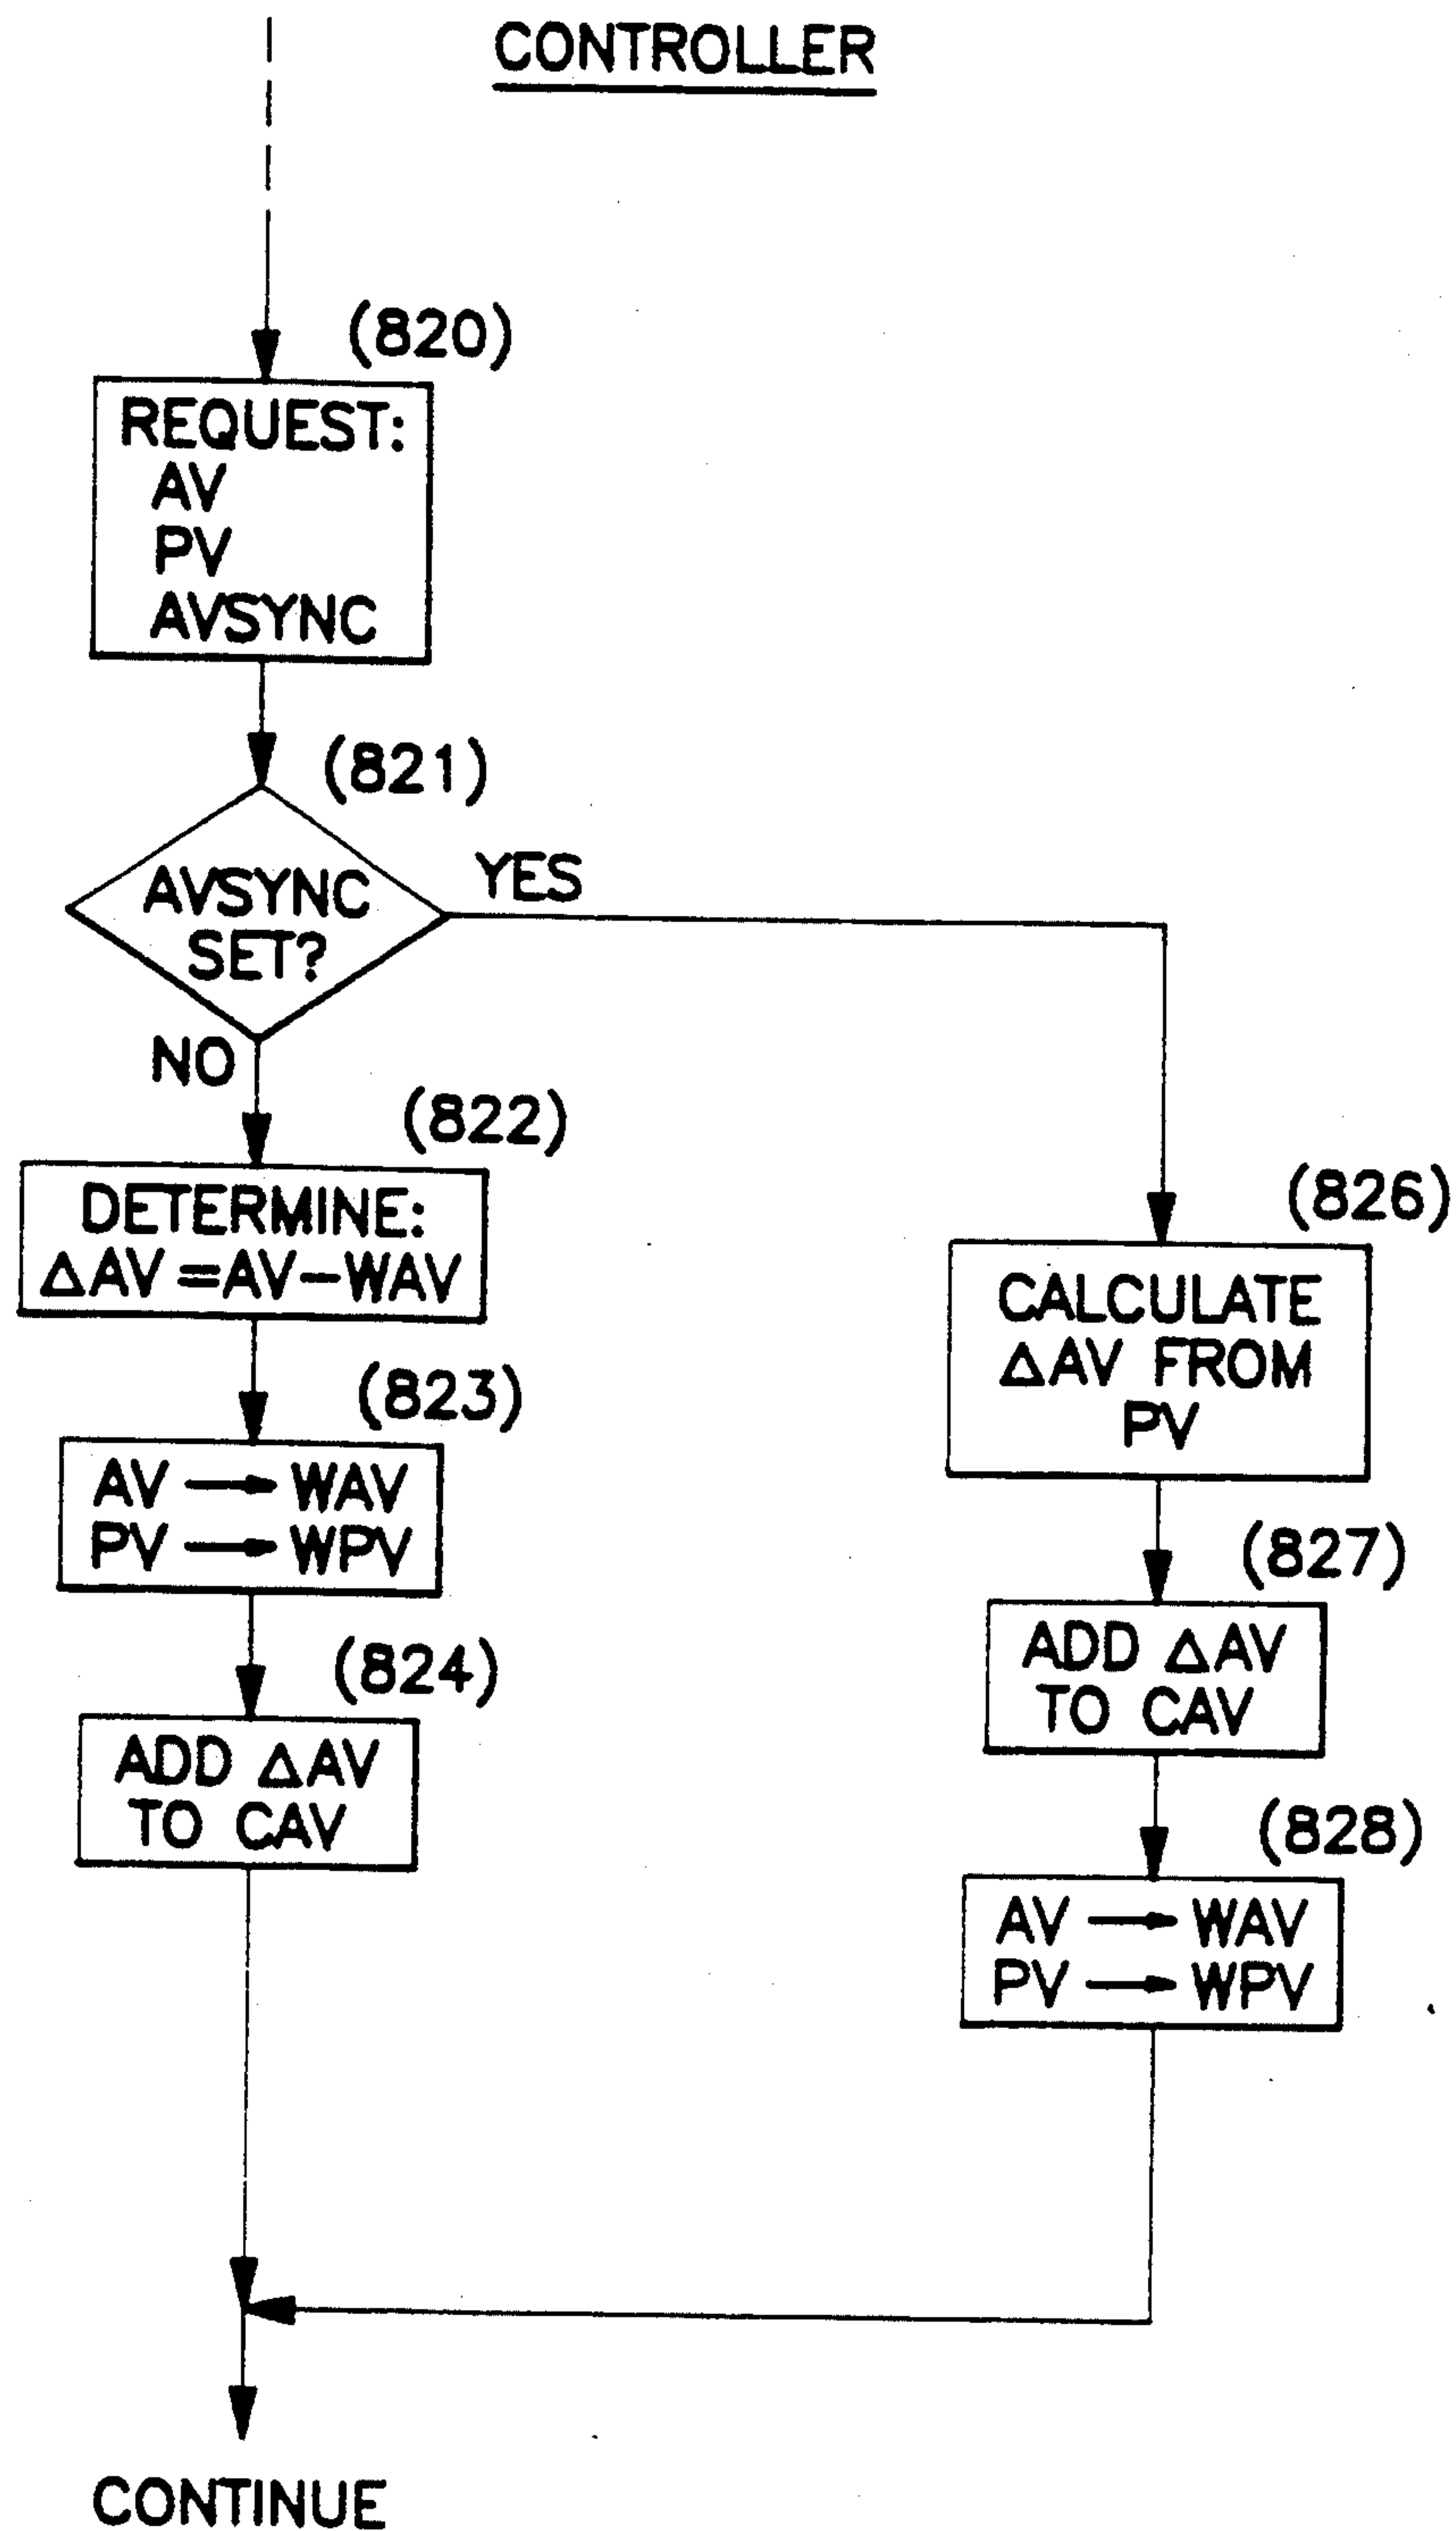 CONTROLLER
(820)
REQUEST:
AV
PV
AVSYNC
(821)
AVSYNC
SET?
YES
NO
(822)
DETERMINE:
ΔAV=AV-WAV
(823)
AV → WAV
PV → WPV
(824)
ADD ΔAV
TO CAV
(826)
CALCULATE
ΔAV FROM
PV
(827)
ADD ΔAV
TO CAV
(828)
AV → WAV
PV → WPV
CONTINUE